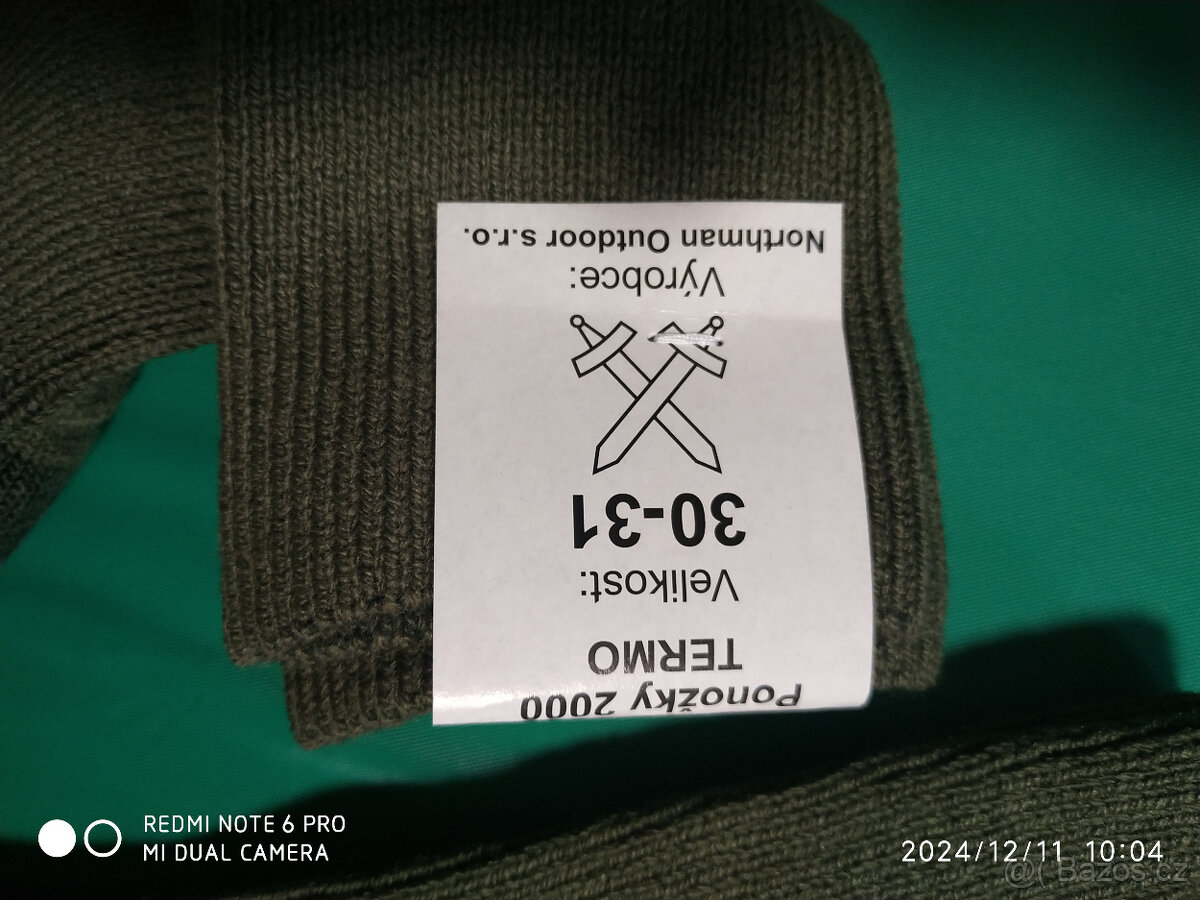 Ponožky 2000
TERMO
Velikost:
30-31
Výrobce:
Northman Outdoor s.r.o.
REDMI NOTE 6 PRO
MI DUAL CAMERA
2024/12/11 10:04
Bazoš.cz